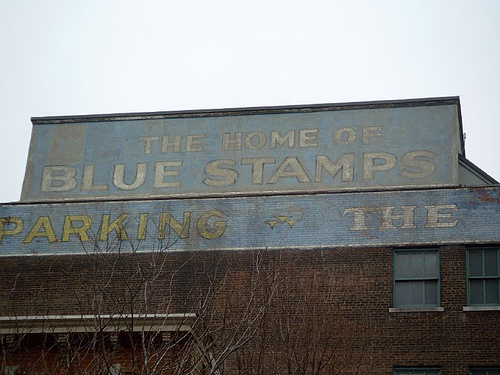 THE HOME OF
BLUE STAMPS
PARKING THE